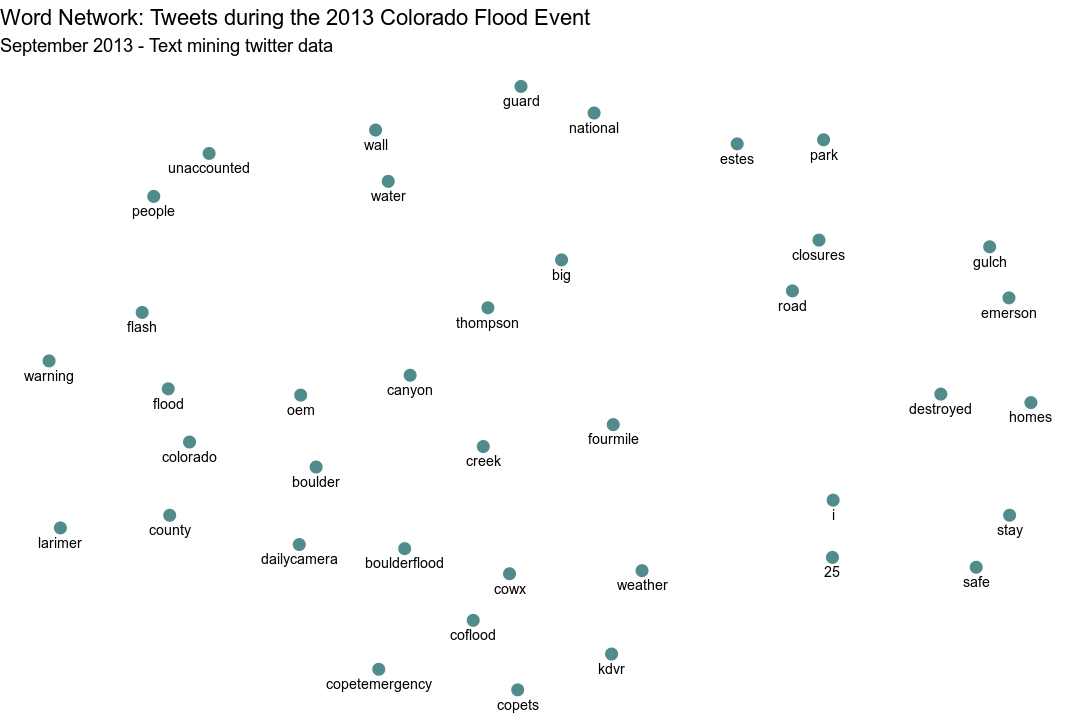 Word Network: Tweets during the 2013 Colorado Flood Event
September 2013 - Text mining twitter data
guard
national
wall
estes
park
unaccounted
water
people
closures
gulch
big
road
emerson
thompson
flash
warning
canyon
flood
oem
destroyed
homes
fourmile
colorado
creek
boulder
i
county
stay
larimer
dailycamera
boulderflood
25
cowx
weather
safe
coflood
kdvr
copetemergency
copets